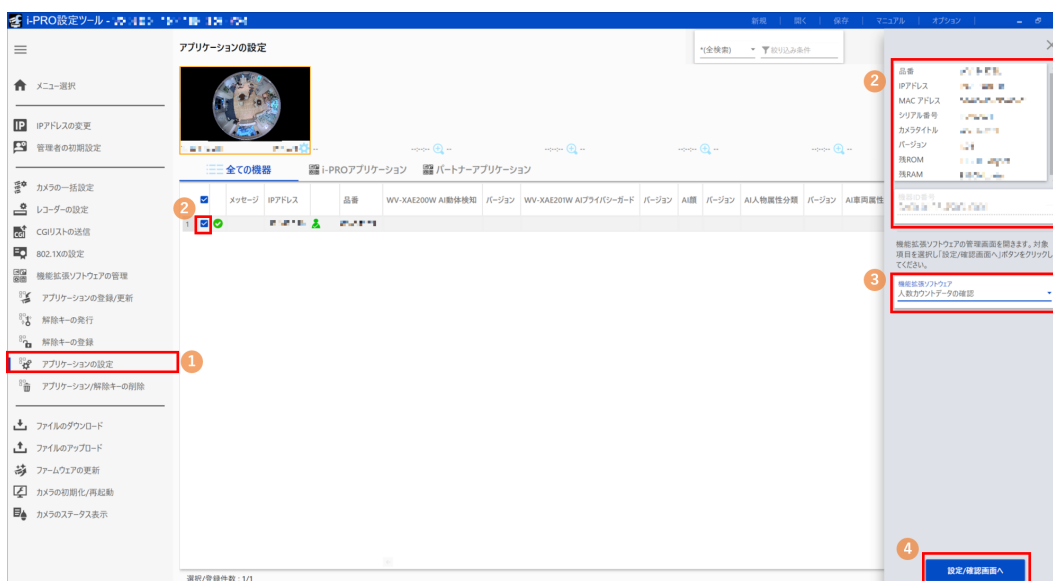 i-PRO設定ツール -
新規 | 開く | 保存 | マニュアル | オプション |
アプリケーションの設定
*(全検索)
絞り込み条件
メニュー選択
IP
IPアドレスの変更
管理者の初期設定
カメラの一括設定
レコーダーの設定
CGIリストの送信
802.1Xの設定
機能拡張ソフトウェアの管理
アプリケーションの登録/更新
解除キーの発行
解除キーの登録
アプリケーションの設定
1
アプリケーション/解除キーの削除
ファイルのダウンロード
ファイルのアップロード
ファームウェアの更新
カメラの初期化/再起動
カメラのステータス表示
--:--:-- --
--:--:-- --
--:--:-- --
--:--:-- --
全ての機器
i-PROアプリケーション
パートナーアプリケーション
メッセージ IPアドレス 品番 WV-XAE200W AI動体検知 バージョン WV-XAE201W AIプライバシーガード バージョン AI顔 バージョン AI人物属性分類 バージョン AI車両属性
2
1
選択/登録件数 : 1/1
2
品番
IPアドレス
MAC アドレス
シリアル番号
カメラタイトル
バージョン
残ROM
残RAM
機器ID番号
機能拡張ソフトウェアの管理画面を開きます。対象
項目を選択し「設定/確認画面へ」ボタンをクリックし
てください。
3
機能拡張ソフトウェア
人数カウントデータの確認
4
設定/確認画面へ